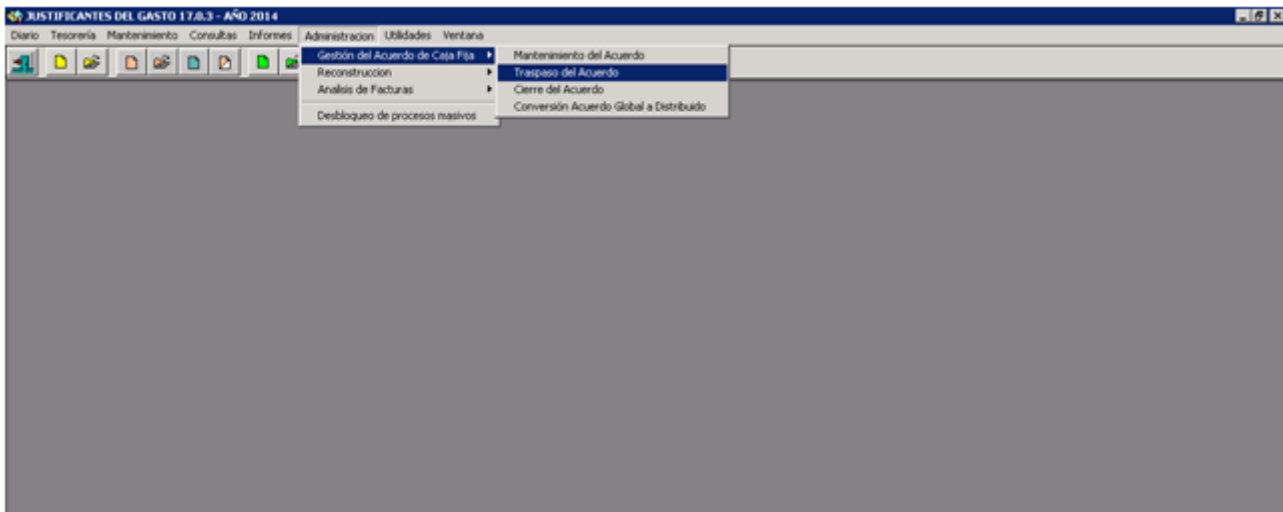 JUSTIFICANTES DEL GASTO 17.0.3 - AÑO 2014
Diario Tesorería Mantenimiento Consultas Informes Administracion Utilidades Ventana
Gestión del Acuerdo de Caja Fija
Reconstruccion
Analisis de Facturas
Desbloqueo de procesos masivos
Mantenimiento del Acuerdo
Traspaso del Acuerdo
Cierre del Acuerdo
Conversión Acuerdo Global a Distribuido